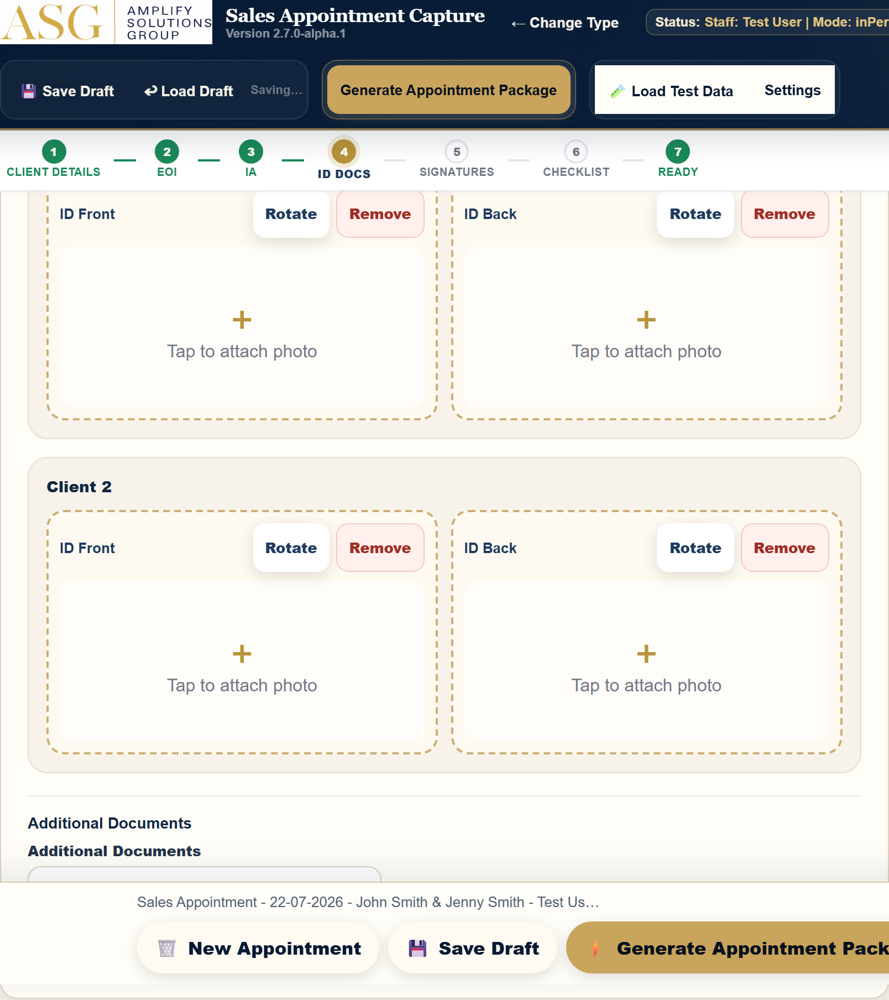 ASG
AMPLIFY
SOLUTIONS
GROUP
Sales Appointment Capture
Version 2.7.0-alpha.1
← Change Type
Status: Staff: Test User | Mode: inPer
Save Draft
Load Draft
Saving...
Generate Appointment Package
Load Test Data
Settings
1
CLIENT DETAILS
2
EOI
3
IA
4
ID DOCS
5
SIGNATURES
6
CHECKLIST
7
READY
ID Front
Rotate
Remove
ID Back
Rotate
Remove
+
Tap to attach photo
+
Tap to attach photo
Client 2
ID Front
Rotate
Remove
ID Back
Rotate
Remove
+
Tap to attach photo
+
Tap to attach photo
Additional Documents
Additional Documents
Sales Appointment - 22-07-2026 - John Smith & Jenny Smith - Test Us...
New Appointment
Save Draft
Generate Appointment Pack